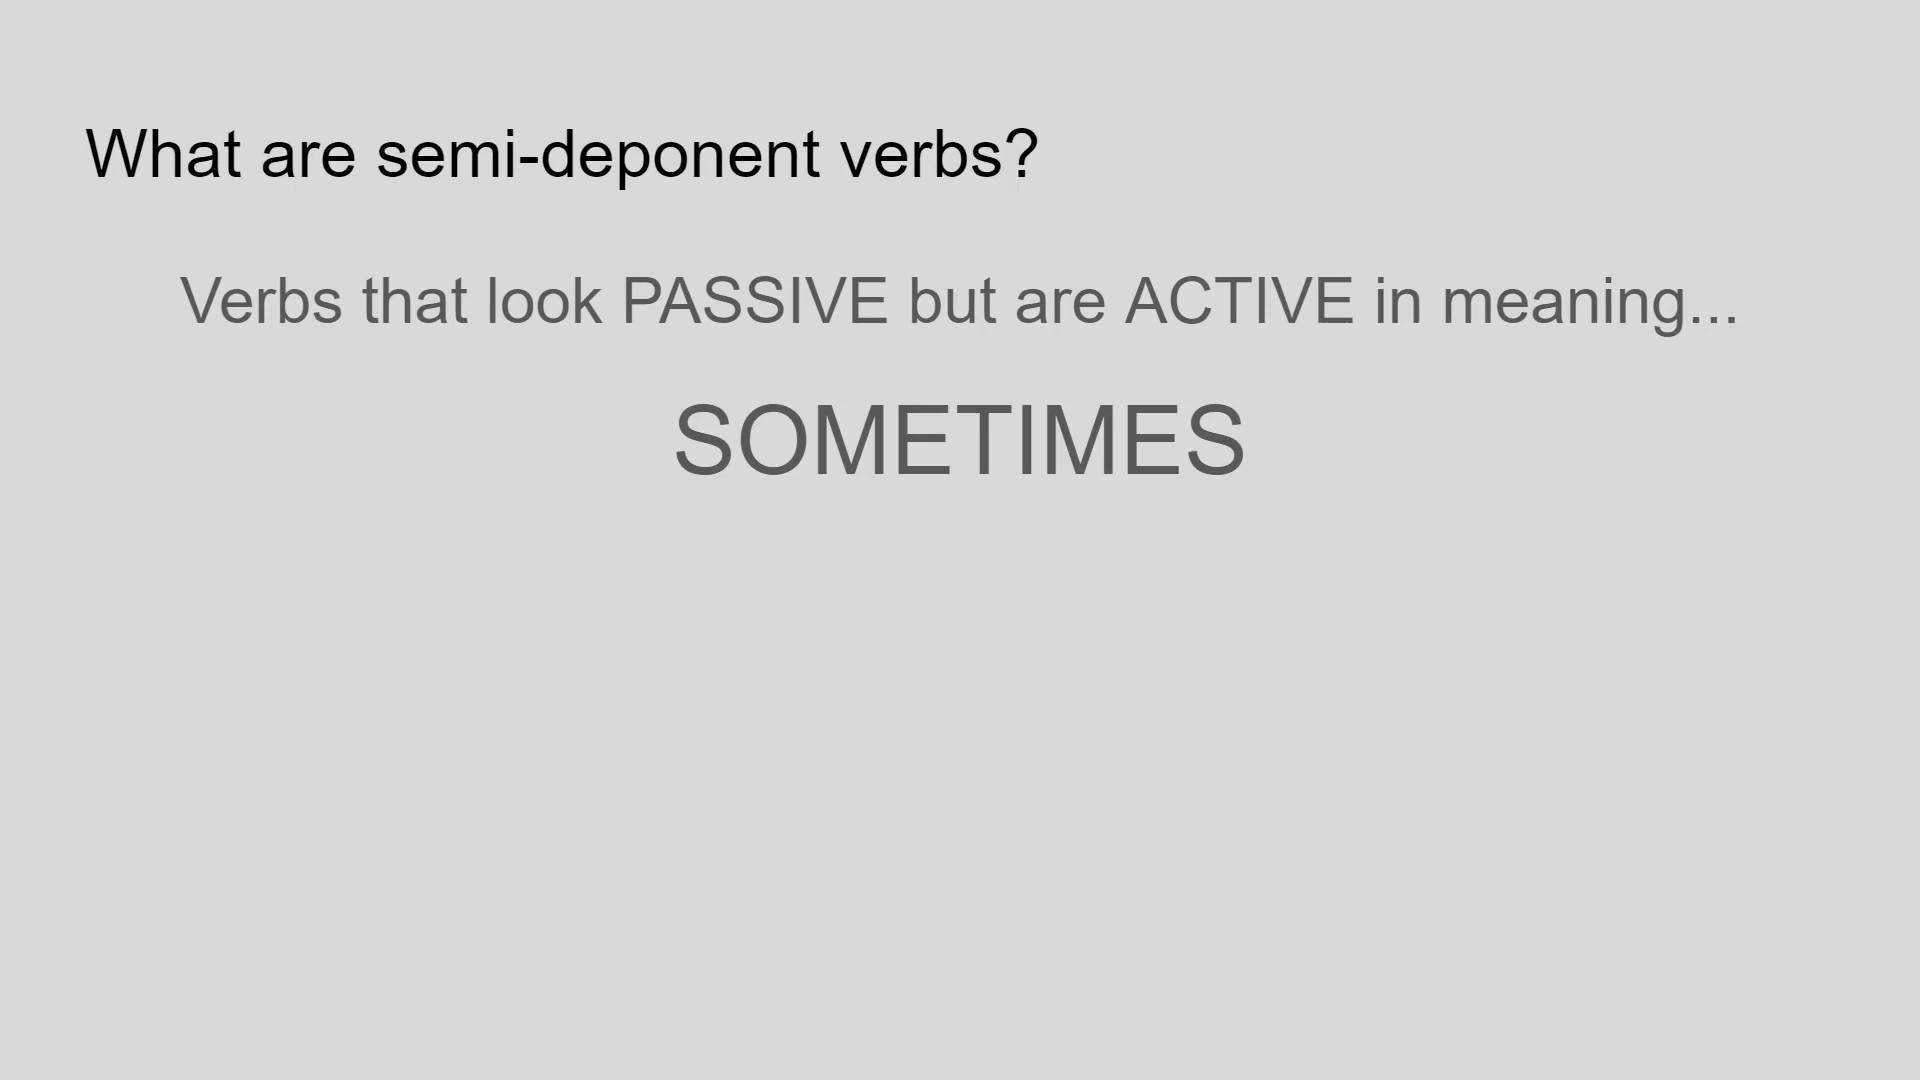 What are semi-deponent verbs?
Verbs that look PASSIVE but are ACTIVE in meaning...
SOMETIMES